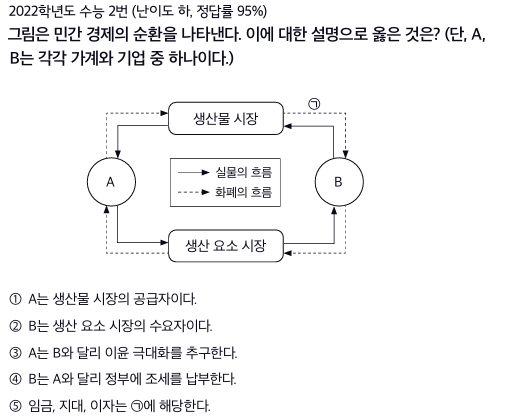 2022학년도 수능 2번 (난이도 하, 정답률 95%)
그림은 민간 경제의 순환을 나타낸다. 이에 대한 설명으로 옳은 것은? (단, A,
B는 각각 가계와 기업 중 하나이다.)
㉠
생산물 시장
A
실물의 흐름
화폐의 흐름
B
생산 요소 시장
① A는 생산물 시장의 공급자이다.
② B는 생산 요소 시장의 수요자이다.
③ A는 B와 달리 이윤 극대화를 추구한다.
④ B는 A와 달리 정부에 조세를 납부한다.
⑤ 임금, 지대, 이자는 ㉠에 해당한다.